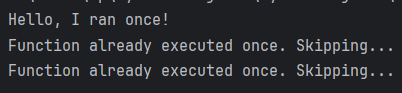 Hello, I ran once!
Function already executed once. Skipping...
Function already executed once. Skipping...